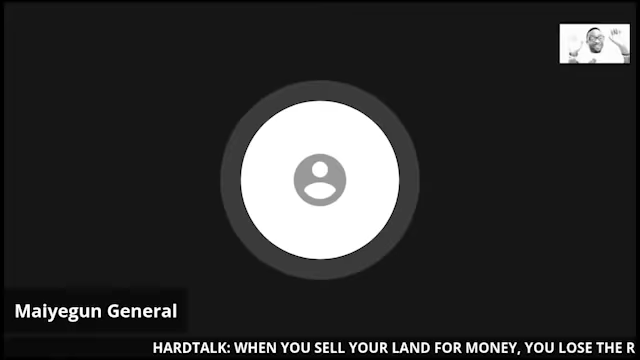 Maiyegun General
HARDTALK: WHEN YOU SELL YOUR LAND FOR MONEY, YOU LOSE THE R